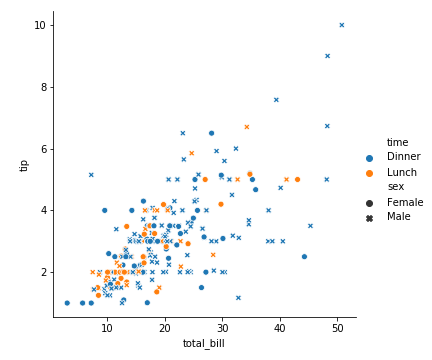 10
8
6
4
2
tip
10
20
30
40
50
total_bill
time
Dinner
Lunch
sex
Female
Male